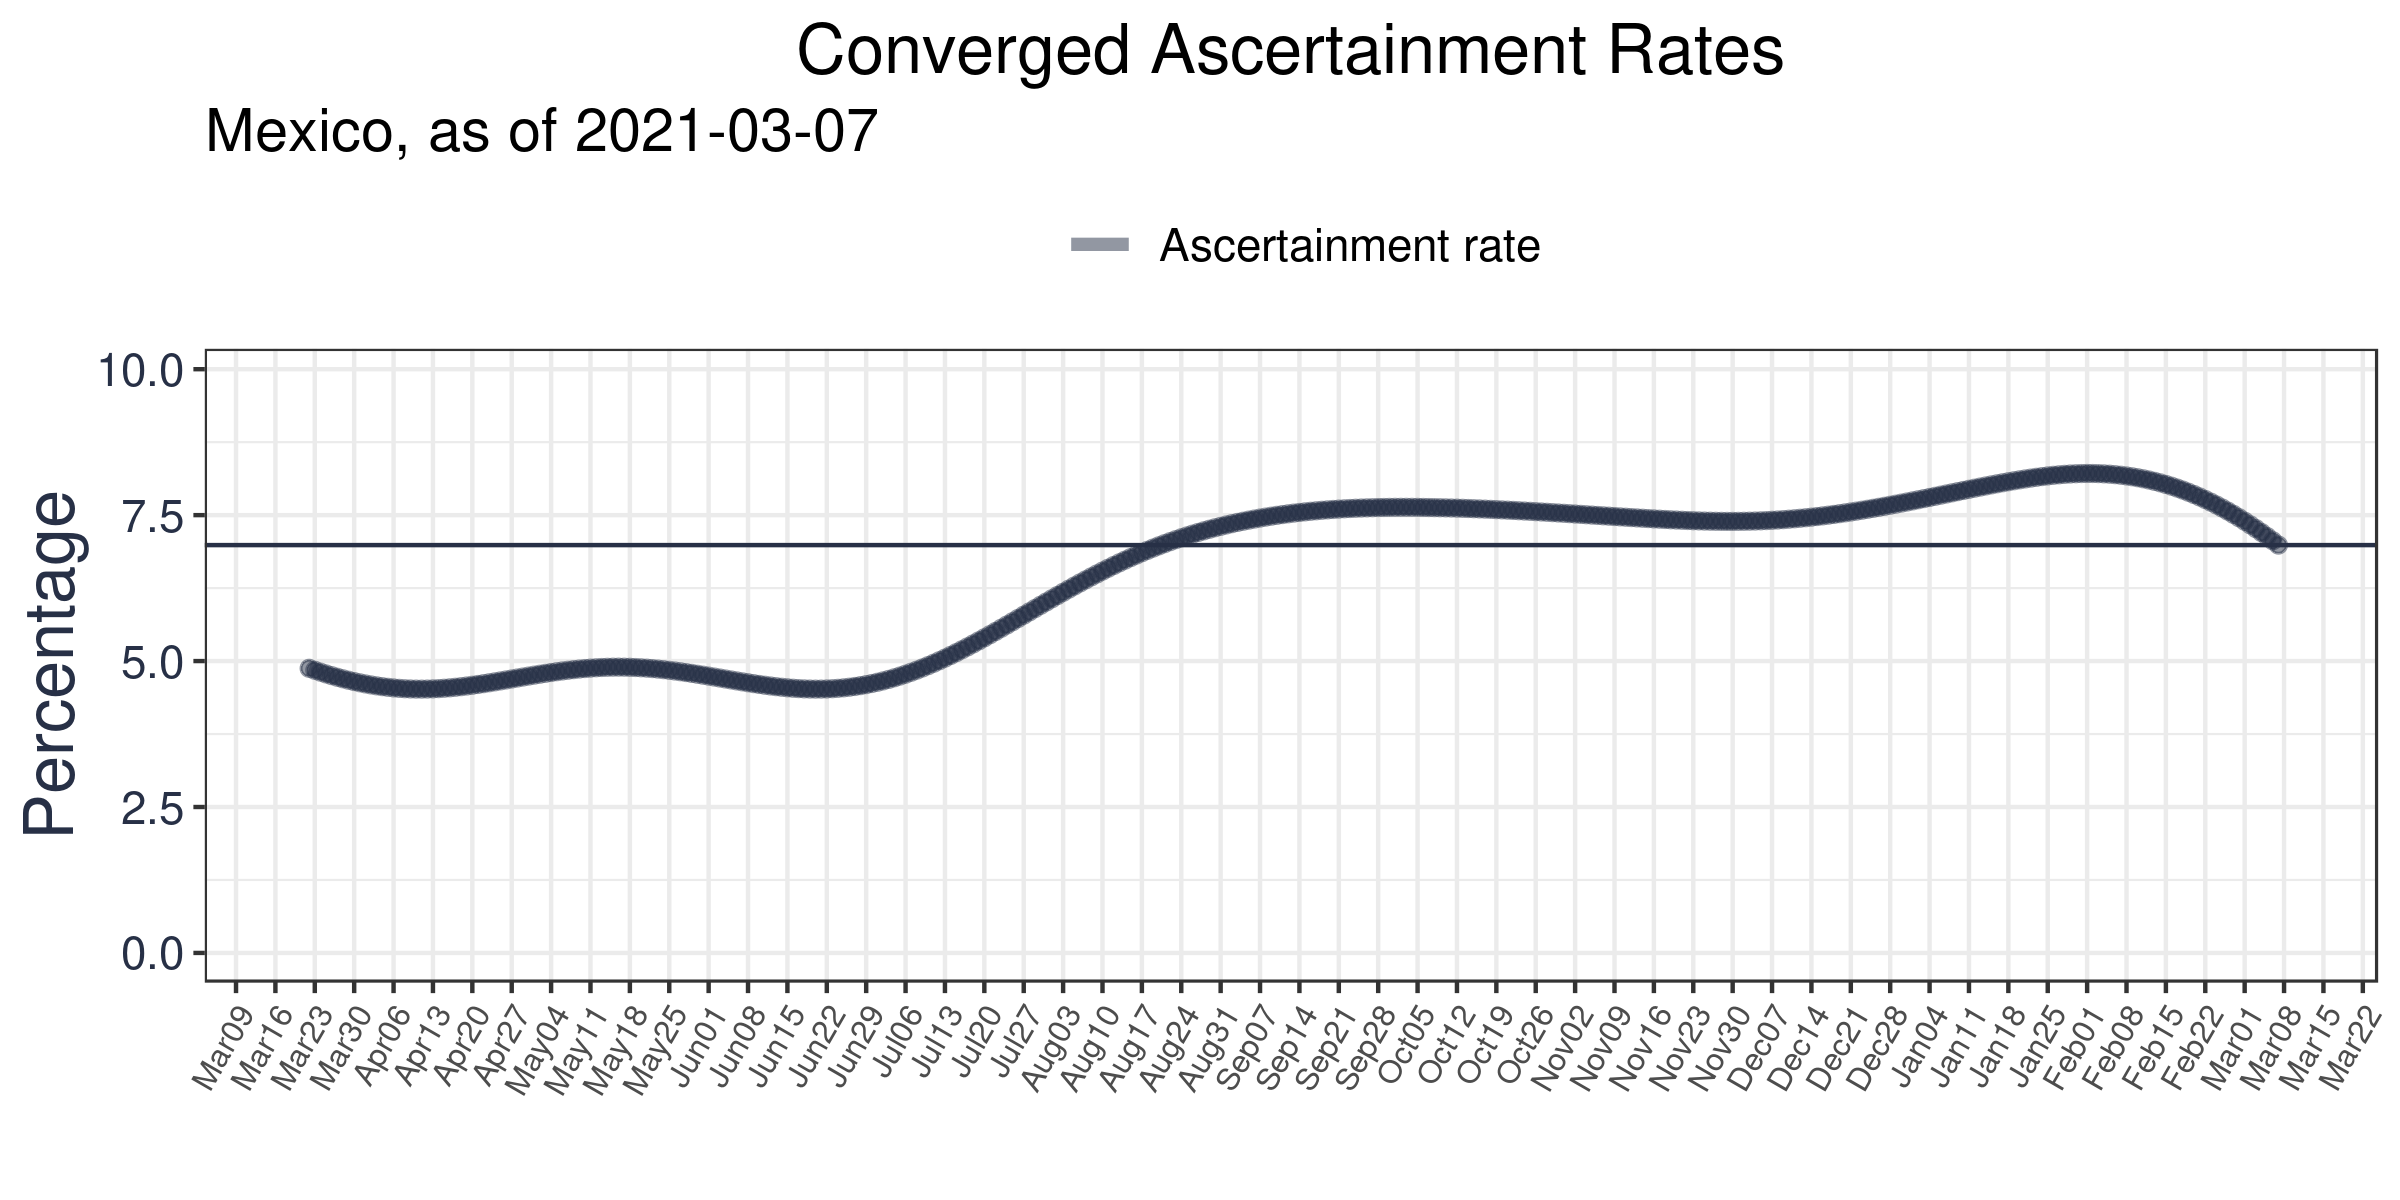 Converged Ascertainment Rates
Mexico, as of 2021-03-07
Ascertainment rate
Percentage
10.0
7.5
5.0
2.5
0.0
Mar09 Mar16 Mar23 Mar30 Apr06 Apr13 Apr20 Apr27 May04 May11 May18 May25 Jun01 Jun08 Jun15 Jun22 Jun29 Jul06 Jul13 Jul20 Jul27 Aug03 Aug10 Aug17 Aug24 Aug31 Sep07 Sep14 Sep21 Sep28 Oct05 Oct12 Oct19 Oct26 Nov02 Nov09 Nov16 Nov23 Nov30 Dec07 Dec14 Dec21 Dec28 Jan04 Jan11 Jan18 Jan25 Feb01 Feb08 Feb15 Feb22 Mar01 Mar08 Mar15 Mar22